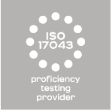 ISO
17043
proficiency
testing
provider